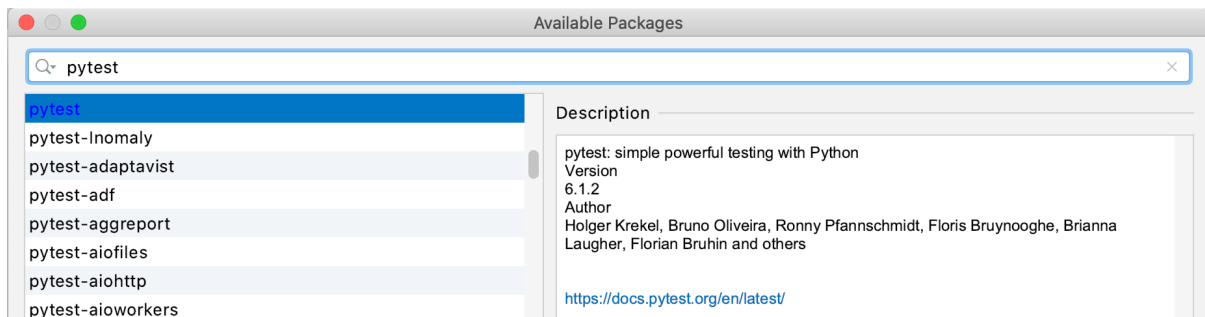 Available Packages
pytest
pytest
pytest-Inomaly
pytest-adaptavist
pytest-adf
pytest-aggreport
pytest-aiofiles
pytest-aiohttp
pytest-aioworkers
Description
pytest: simple powerful testing with Python
Version
6.1.2
Author
Holger Krekel, Bruno Oliveira, Ronny Pfannschmidt, Floris Bruynooghe, Brianna
Laugher, Florian Bruhin and others
https://docs.pytest.org/en/latest/